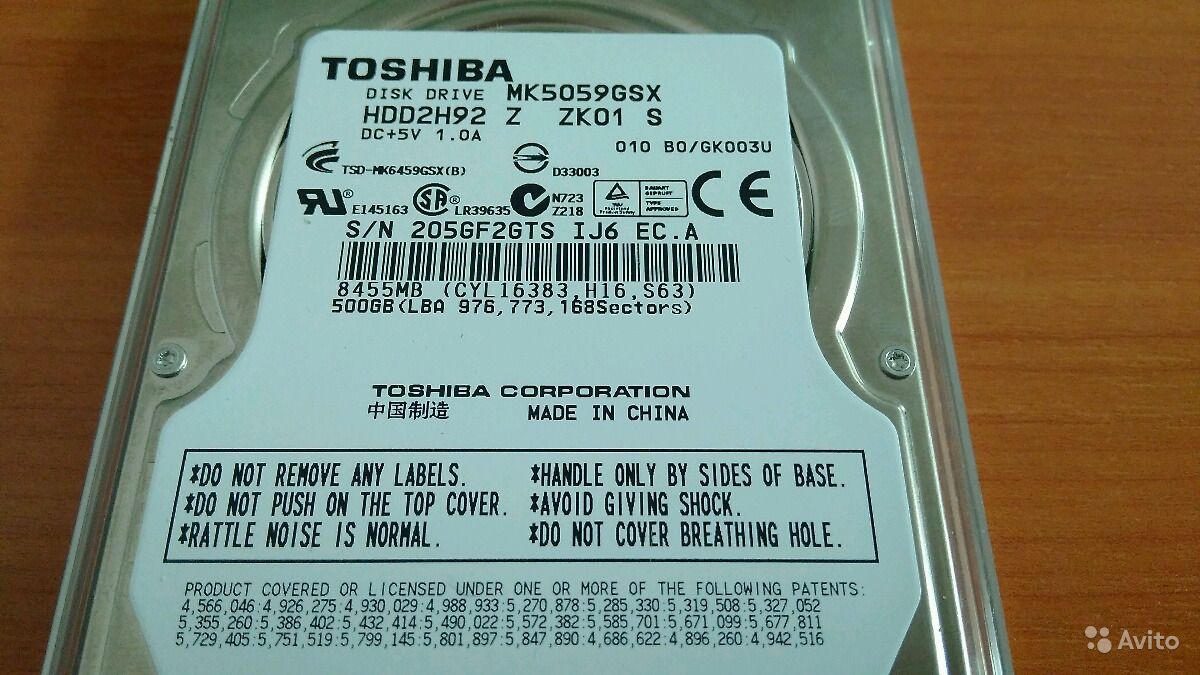 TOSHIBA
DISK DRIVE MK5059GSX
HDD2H92 Z ZK01 S
DC+5V 1.0A
010 B0/GK003U
TSD-MK6459GSX(B)
D33003
E145163
LR39635
N723
Z218
BAUART
GEPRUFT
TYPE
APPROVED
CE
S/N 205GF2GTS IJ6 EC.A
8455MB (CYL16383,H16,S63)
500GB(LBA 976,773,168Sectors)
TOSHIBA CORPORATION
中国制造 MADE IN CHINA
*DO NOT REMOVE ANY LABELS. *HANDLE ONLY BY SIDES OF BASE.
*DO NOT PUSH ON THE TOP COVER. *AVOID GIVING SHOCK.
*RATTLE NOISE IS NORMAL. *DO NOT COVER BREATHING HOLE.
PRODUCT COVERED OR LICENSED UNDER ONE OR MORE OF THE FOLLOWING PATENTS:
4,566,046:4,926,275:4,930,029:4,988,933:5,270,878:5,285,330:5,319,508:5,327,052
5,355,260:5,386,402:5,432,414:5,490,022:5,572,382:5,585,701:5,671,099:5,677,811
5,729,405:5,751,519:5,799,145:5,801,897:5,847,890:4,686,622:4,896,260:4,942,516
Avito